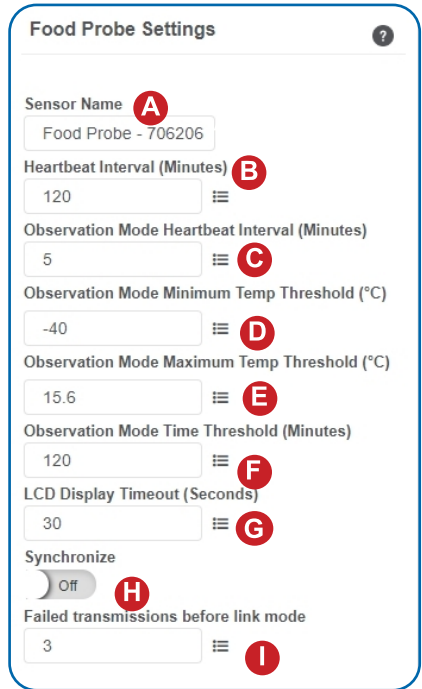 Food Probe Settings ?
Sensor Name A
Food Probe - 706206
Heartbeat Interval (Minutes) B
120
Observation Mode Heartbeat Interval (Minutes)
5 C
Observation Mode Minimum Temp Threshold (°C)
-40 D
Observation Mode Maximum Temp Threshold (°C)
15.6 E
Observation Mode Time Threshold (Minutes)
120 F
LCD Display Timeout (Seconds)
30 G
Synchronize
Off H
Failed transmissions before link mode
3 I